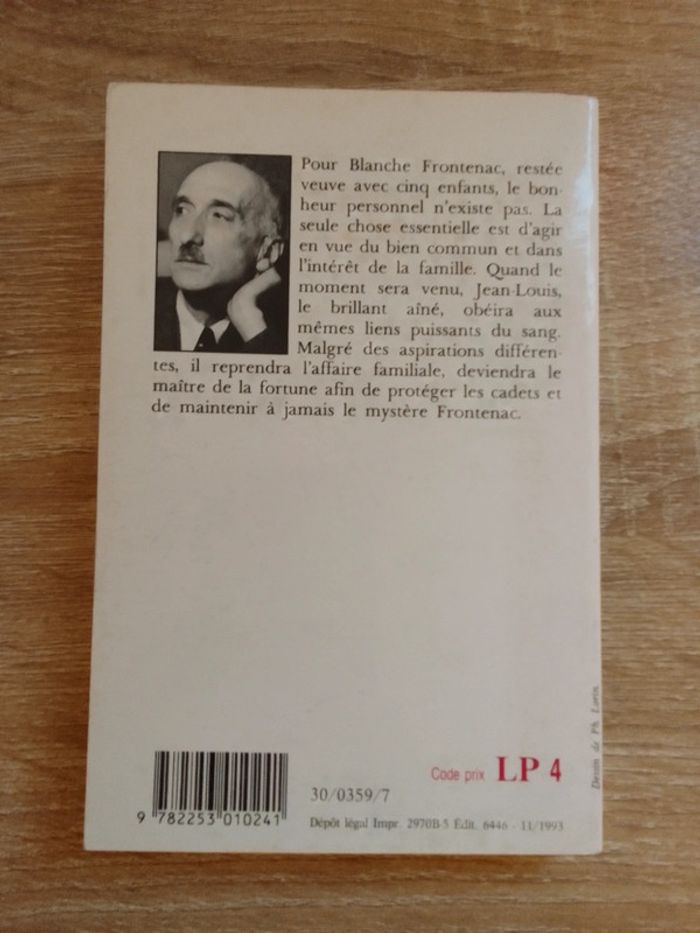 Pour Blanche Frontenac, restée
veuve avec cinq enfants, le bon-
heur personnel n'existe pas. La
seule chose essentielle est d'agir
en vue du bien commun et dans
l'intérêt de la famille. Quand le
moment sera venu, Jean-Louis,
le brillant aîné, obéira aux
mêmes liens puissants du sang.
Malgré des aspirations différen-
tes, il reprendra l'affaire familiale, deviendra le
maître de la fortune afin de protéger les cadets et
de maintenir à jamais le mystère Frontenac.
Dessin de Ph. Lorin.
Code prix LP 4
30/0359/7
9 782253 010241
Dépôt légal Impr. 2970B-5 Édit. 6446 - 11/1993